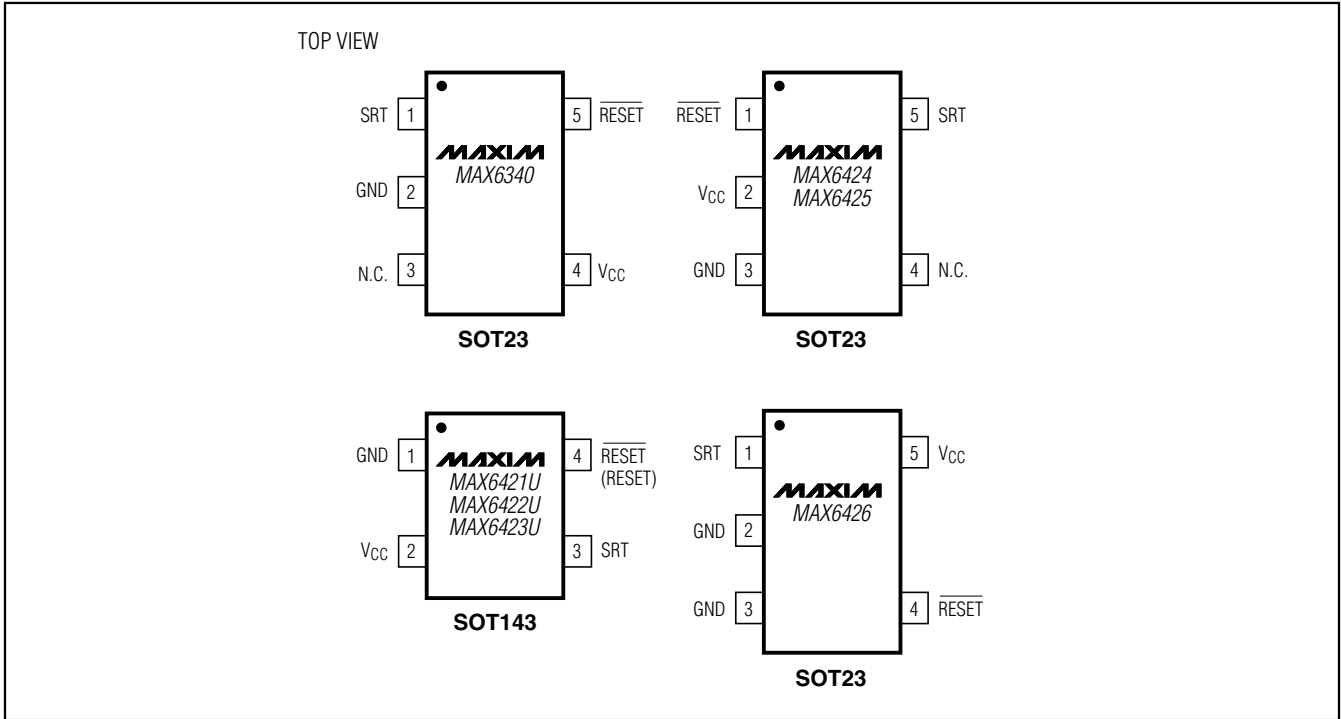 TOP VIEW
SRT 1
5 RESET
MAXIM
MAX6340
GND 2
N.C. 3
4 VCC
SOT23
RESET 1
5 SRT
MAXIM
MAX6424
MAX6425
VCC 2
GND 3
4 N.C.
SOT23
GND 1
4 RESET
(RESET)
MAXIM
MAX6421U
MAX6422U
MAX6423U
VCC 2
3 SRT
SOT143
SRT 1
5 VCC
MAXIM
MAX6426
GND 2
GND 3
4 RESET
SOT23